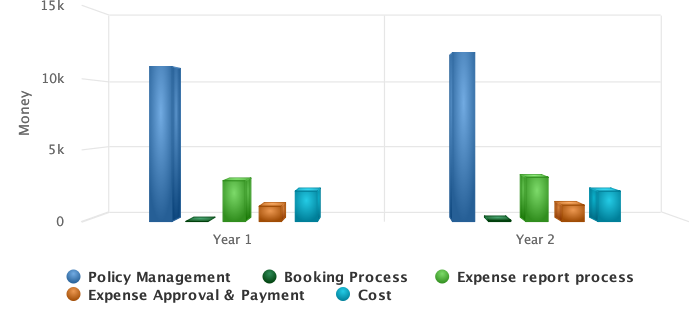 15k
10k
5k
0
Money
Year 1
Year 2
Policy Management
Booking Process
Expense report process
Expense Approval & Payment
Cost